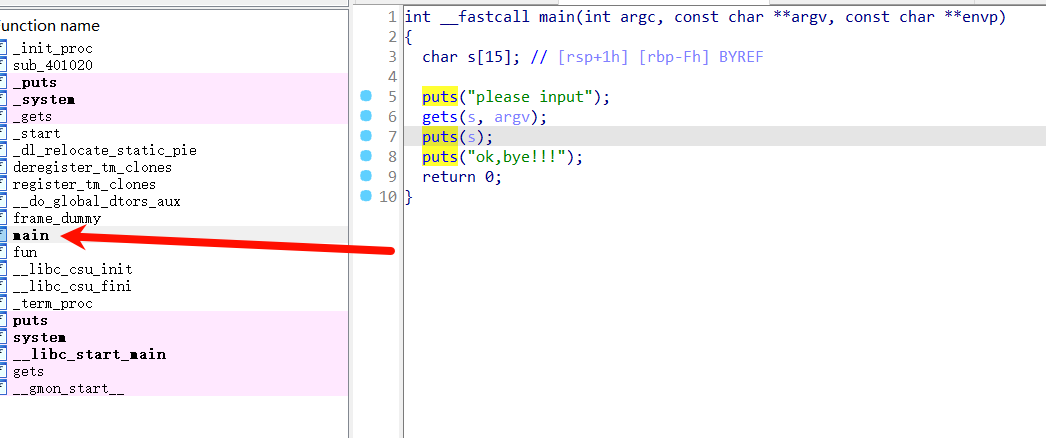 unction name
_init_proc
sub_401020
_puts
_system
_gets
_start
_dl_relocate_static_pie
deregister_tm_clones
register_tm_clones
__do_global_dtors_aux
frame_dummy
main
fun
__libc_csu_init
__libc_csu_fini
_term_proc
puts
system
__libc_start_main
gets
__gmon_start__
1 int __fastcall main(int argc, const char **argv, const char **envp)
2 {
3 char s[15]; // [rsp+1h] [rbp-Fh] BYREF
4
5 puts("please input");
6 gets(s, argv);
7 puts(s);
8 puts("ok,bye!!!");
9 return 0;
10 }